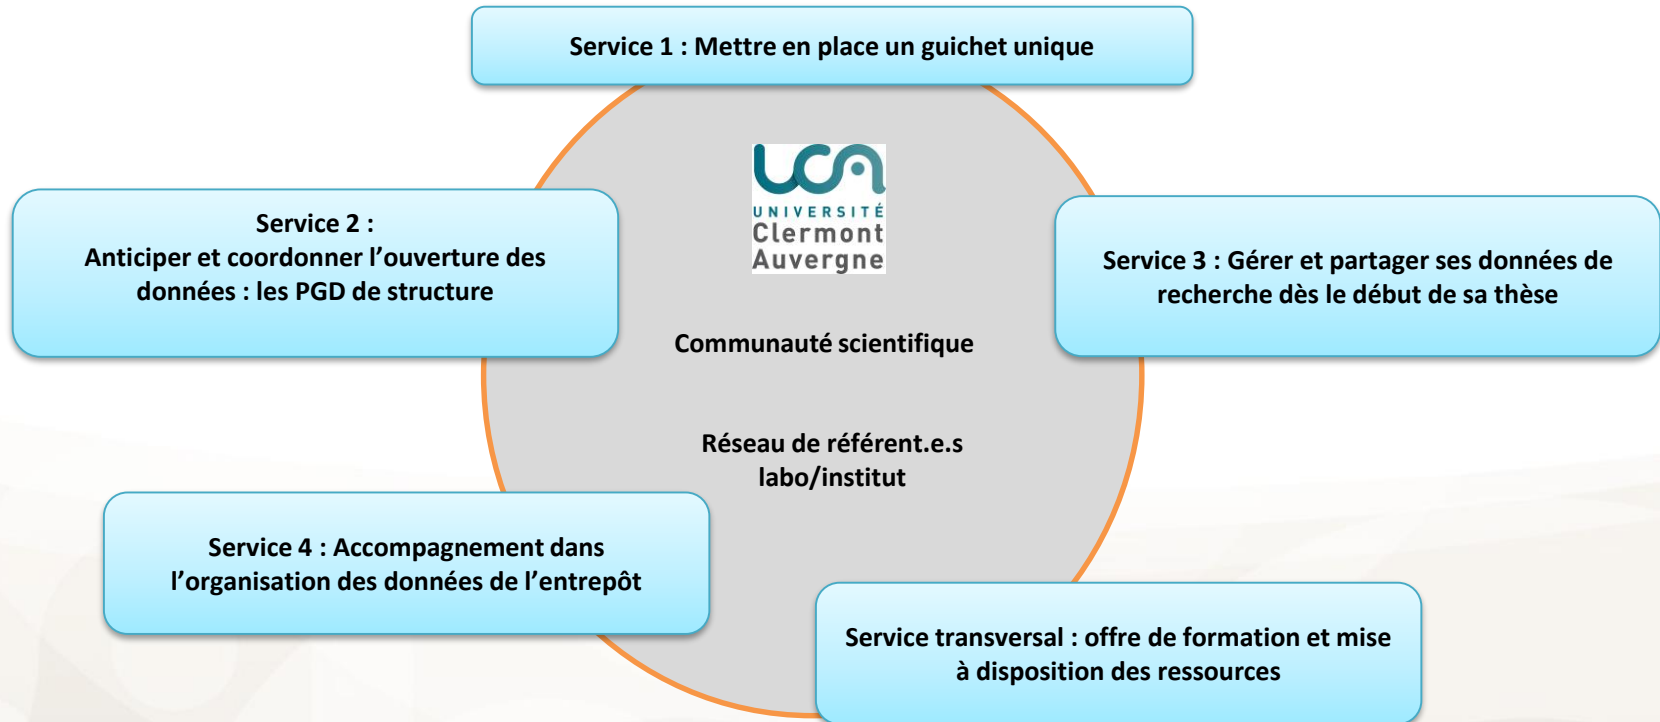 Service 1 : Mettre en place un guichet unique
UNIVERSITÉ
Clermont
Auvergne
Service 2 :
Anticiper et coordonner l’ouverture des
données : les PGD de structure
Service 3 : Gérer et partager ses données de
recherche dès le début de sa thèse
Communauté scientifique
Réseau de référent.e.s
labo/institut
Service 4 : Accompagnement dans
l’organisation des données de l’entrepôt
Service transversal : offre de formation et mise
à disposition des ressources